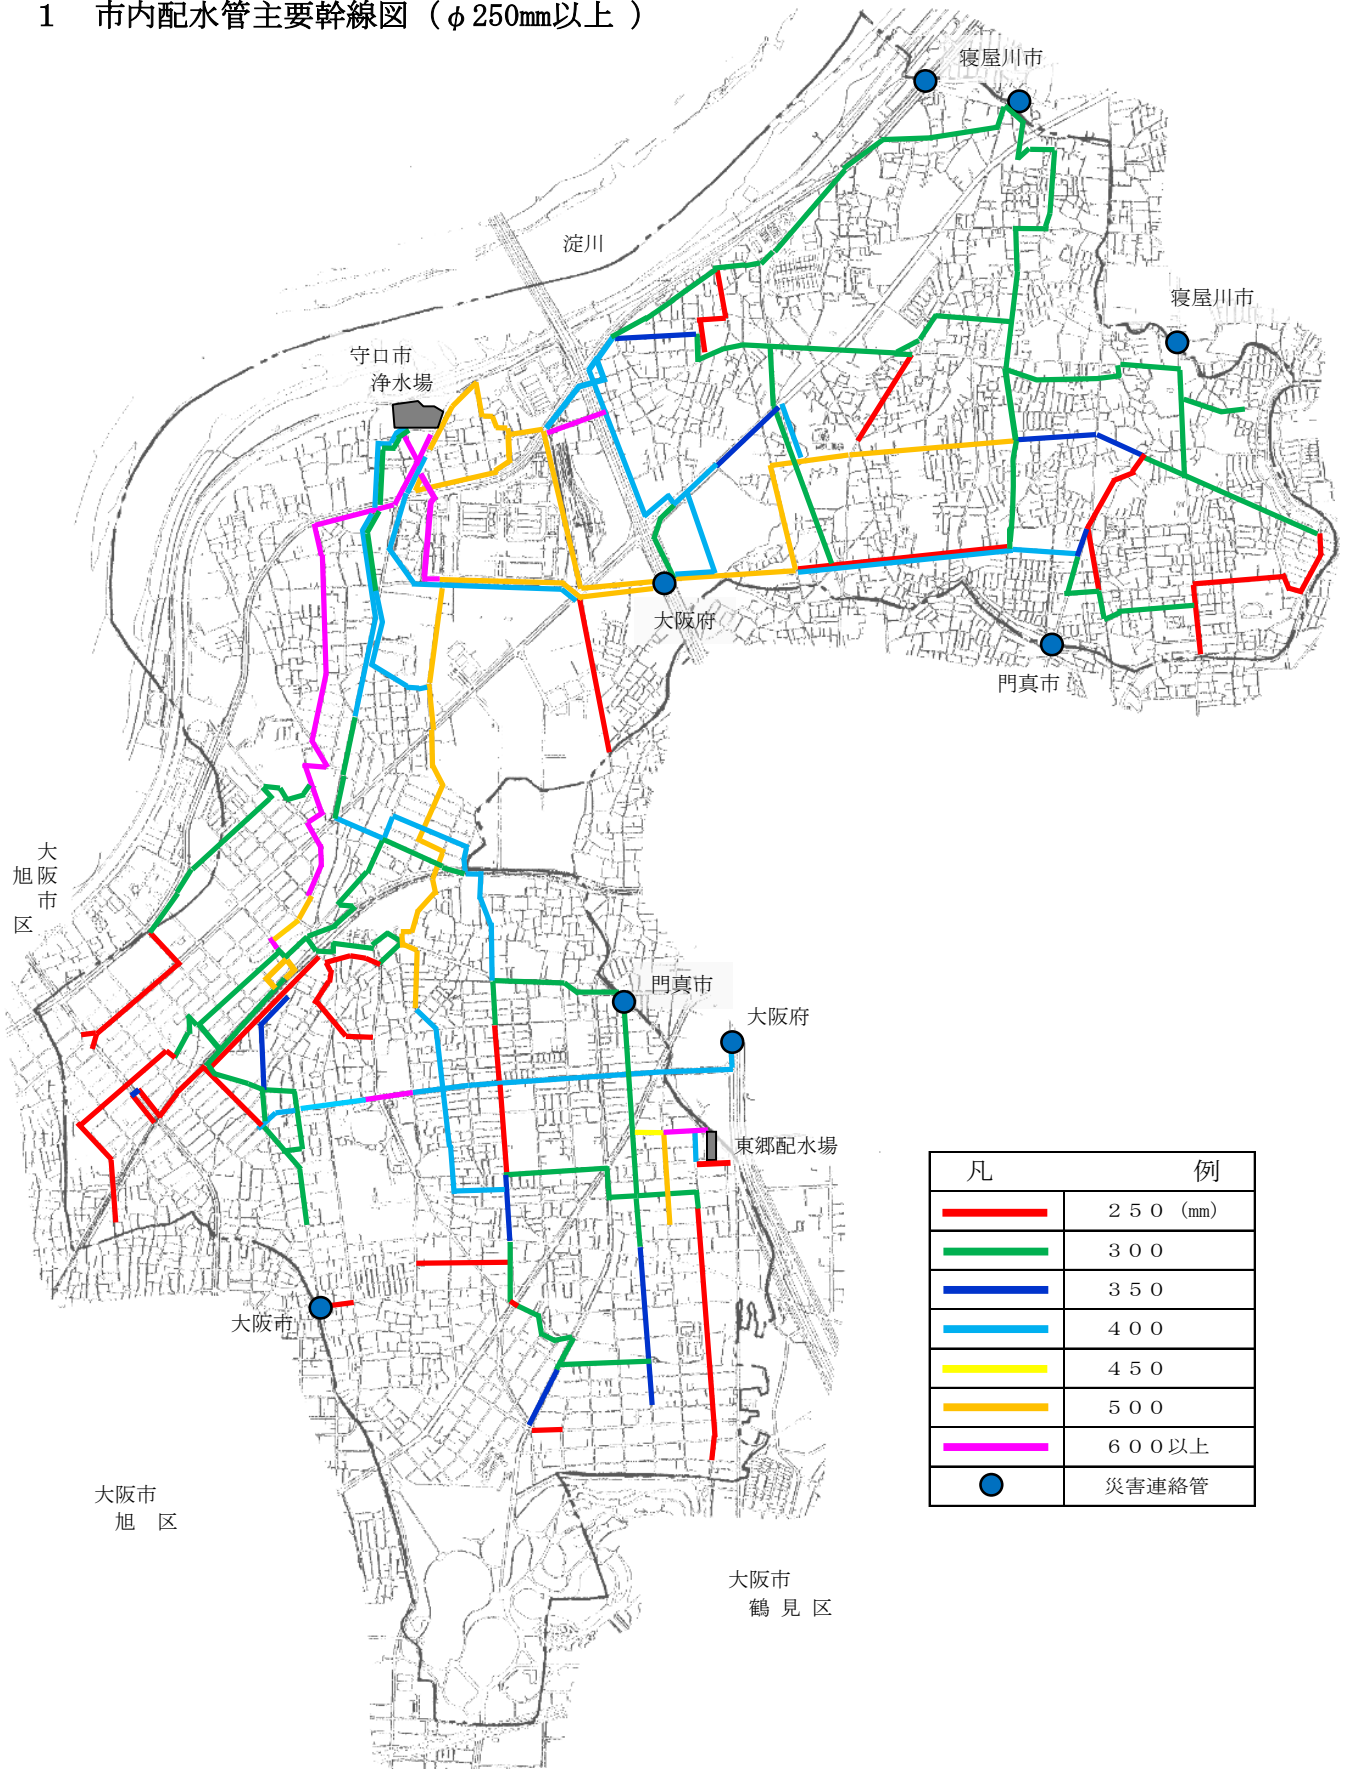 1　市内配水管主要幹線図（φ250mm以上 ）
寝屋川市
淀川
寝屋川市
守口市
浄水場
大阪府
門真市
大阪市
旭区
門真市
大阪府
東郷配水場
凡　例
２５０ (mm)
３００
３５０
４００
４５０
５００
６００以上
災害連絡管
大阪市
大阪市
旭 区
大阪市
鶴 見 区